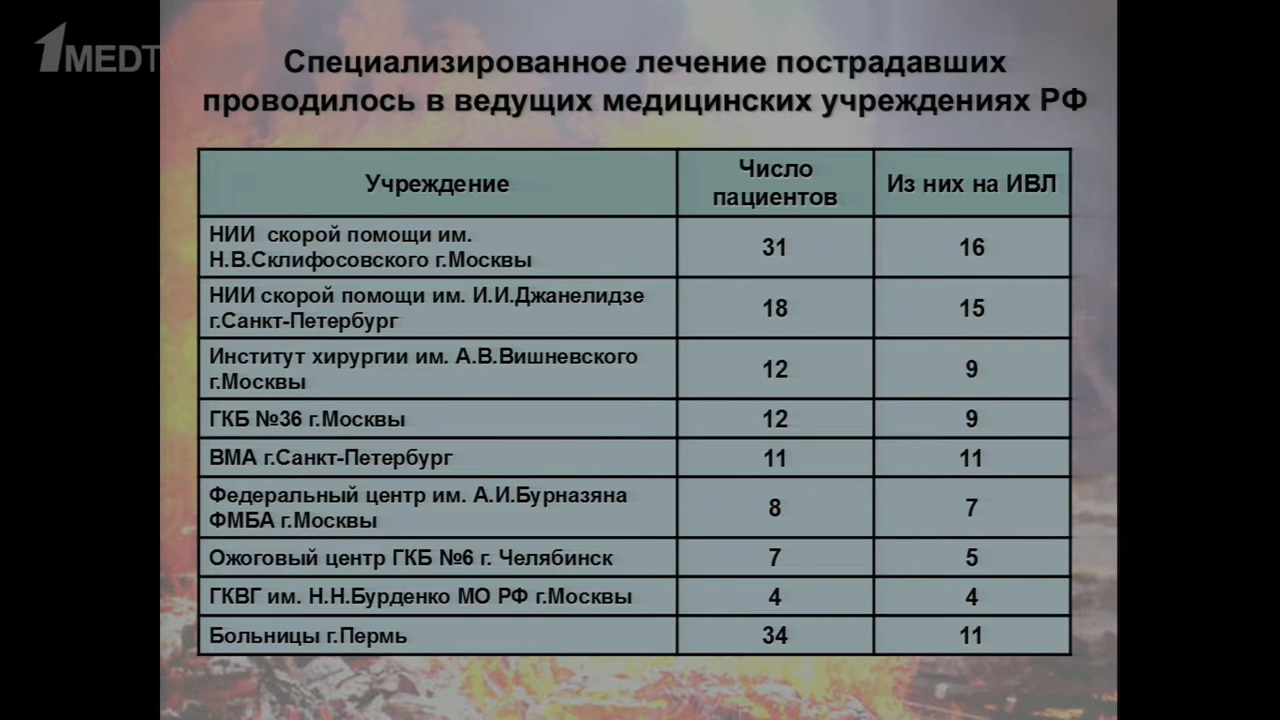 1MEDTV
Специализированное лечение пострадавших
проводилось в ведущих медицинских учреждениях РФ
Учреждение
Число
пациентов
Из них на ИВЛ
НИИ скорой помощи им.
Н.В.Склифосовского г.Москвы
31
16
НИИ скорой помощи им. И.И.Джанелидзе
г.Санкт-Петербург
18
15
Институт хирургии им. А.В.Вишневского
г.Москвы
12
9
ГКБ №36 г.Москвы
12
9
ВМА г.Санкт-Петербург
11
11
Федеральный центр им. А.И.Бурназяна
ФМБА г.Москвы
8
7
Ожоговый центр ГКБ №6 г. Челябинск
7
5
ГКВГ им. Н.Н.Бурденко МО РФ г.Москвы
4
4
Больницы г.Пермь
34
11